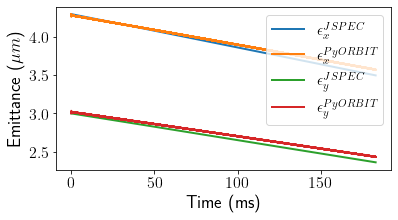 Emittance (μm)
4.0
3.5
3.0
2.5
0
50
100
150
Time (ms)
ϵ_x^{JSPEC}
ϵ_x^{PyORBIT}
ϵ_y^{JSPEC}
ϵ_y^{PyORBIT}